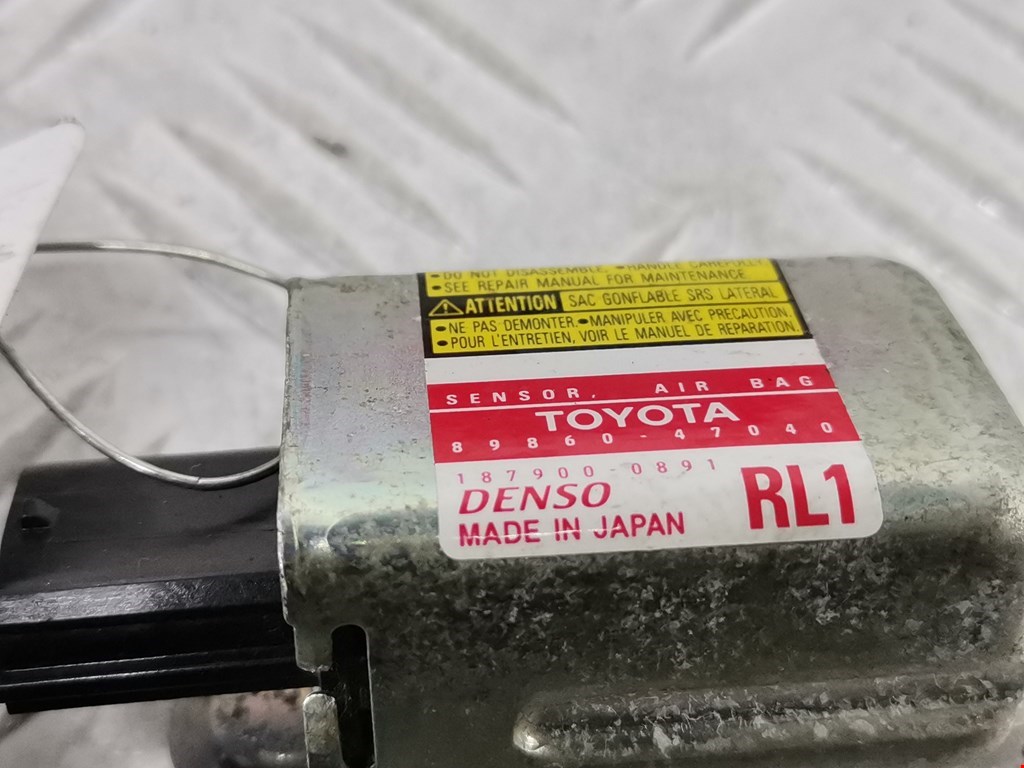 •DO NOT DISASSEMBLE. •HANDLE CAREFULLY.
•SEE REPAIR MANUAL FOR MAINTENANCE.
⚠ATTENTION SAC GONFLABLE SRS LATERAL
•NE PAS DEMONTER.•MANIPULER AVEC PRECAUTION.
•POUR L'ENTRETIEN, VOIR LE MANUEL DE REPARATION.
SENSOR, AIR BAG
TOYOTA
89860-47040
187900-0891
DENSO
MADE IN JAPAN
RL1